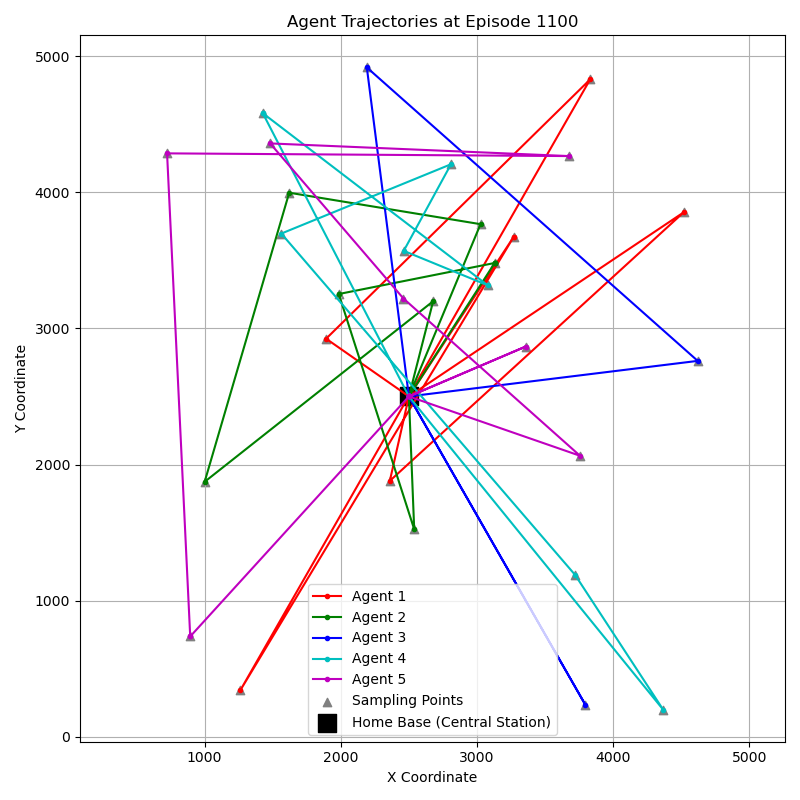 Agent Trajectories at Episode 1100
Y Coordinate
5000
4000
3000
2000
1000
0
Agent 1
Agent 2
Agent 3
Agent 4
Agent 5
Sampling Points
Home Base (Central Station)
1000 2000 3000 4000 5000
X Coordinate